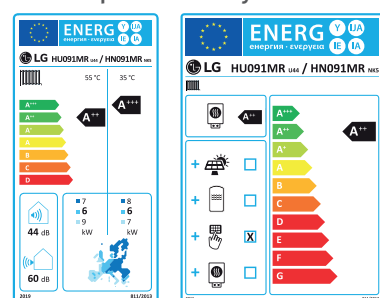 ENERG Y IJA
енергия · ενεργεια IE IA
LG HU091MR U44 / HN091MR NK5
55 °C 35 °C
A+++
A++
A+
A
B
C
D
A++
A+++
44 dB
60 dB
7 8
6 6
9 7
kW kW
2019 811/2013
ENERG Y IJA
енергия · ενεργεια IE IA
LG HU091MR U44 / HN091MR NK5
A++
+
+
+ X
+
A+++
A++
A+
A
B
C
D
E
F
G
A++